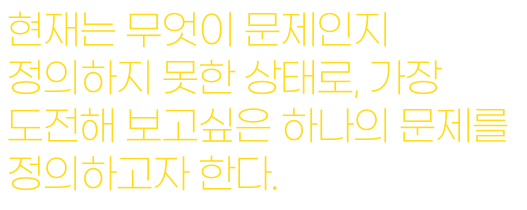 현재는 무엇이 문제인지
정의하지 못한 상태로, 가장
도전해 보고싶은 하나의 문제를
정의하고자 한다.